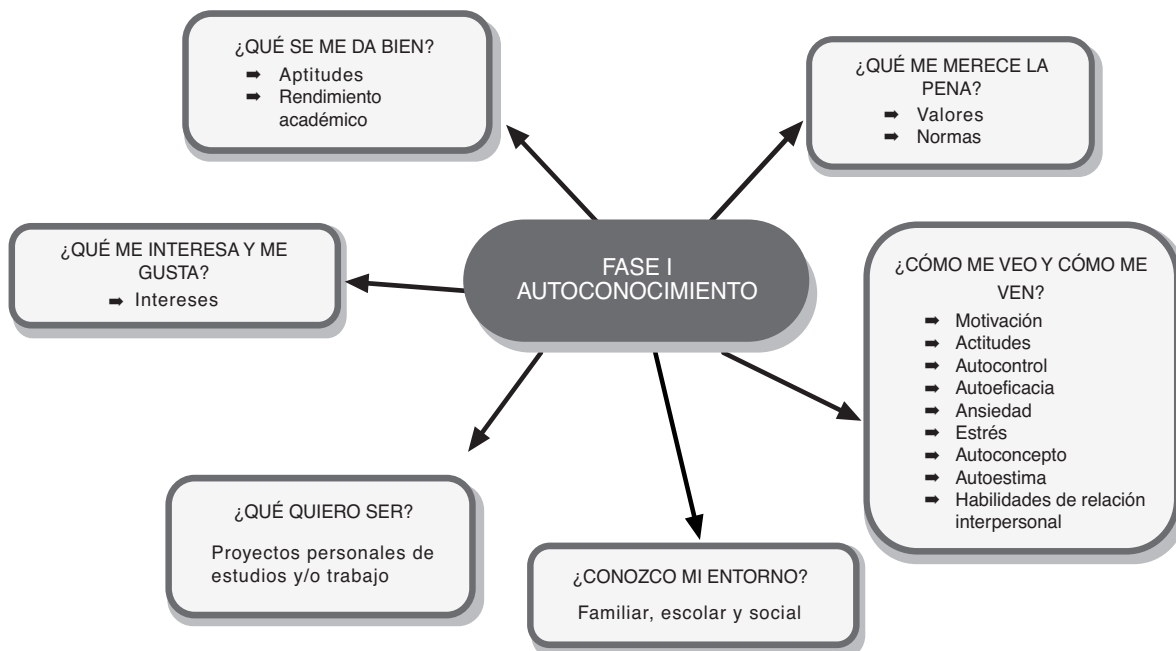 ¿QUÉ SE ME DA BIEN?
➡ Aptitudes
➡ Rendimiento
académico
¿QUÉ ME MERECE LA
PENA?
➡ Valores
➡ Normas
¿QUÉ ME INTERESA Y ME
GUSTA?
➡ Intereses
FASE I
AUTOCONOCIMIENTO
¿CÓMO ME VEO Y CÓMO ME
VEN?
➡ Motivación
➡ Actitudes
➡ Autocontrol
➡ Autoeficacia
➡ Ansiedad
➡ Estrés
➡ Autoconcepto
➡ Autoestima
➡ Habilidades de relación
interpersonal
¿QUÉ QUIERO SER?
Proyectos personales de
estudios y/o trabajo
¿CONOZCO MI ENTORNO?
Familiar, escolar y social